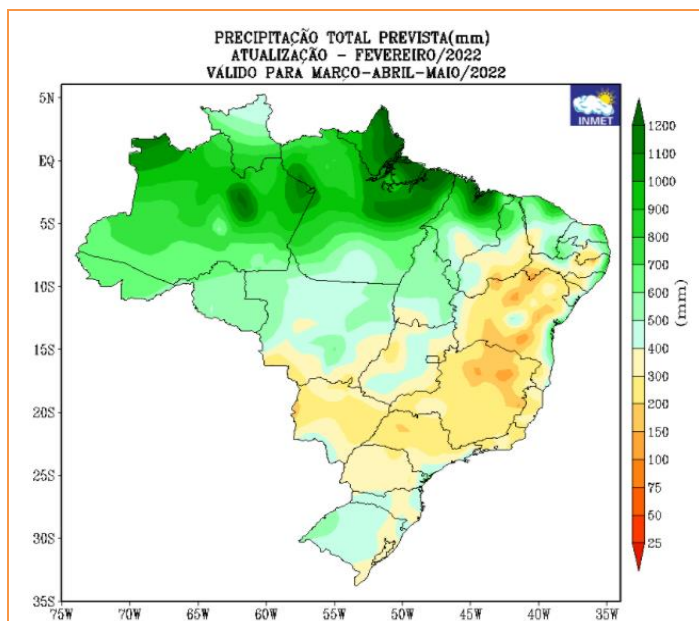 PRECIPITAÇÃO TOTAL PREVISTA(mm)
ATUALIZAÇÃO - FEVEREIRO/2022
VÁLIDO PARA MARÇO-ABRIL-MAIO/2022
INMET
5N
EQ
5S
10S
15S
20S
25S
30S
35S
75W
70W
65W
60W
55W
50W
45W
40W
35W
1200
1100
1000
900
800
700
600
500
400
300
200
150
100
75
50
25
(mm)